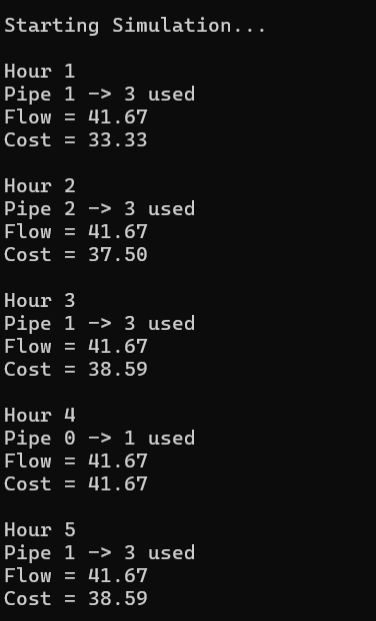 Starting Simulation...
Hour 1
Pipe 1 -> 3 used
Flow = 41.67
Cost = 33.33
Hour 2
Pipe 2 -> 3 used
Flow = 41.67
Cost = 37.50
Hour 3
Pipe 1 -> 3 used
Flow = 41.67
Cost = 38.59
Hour 4
Pipe 0 -> 1 used
Flow = 41.67
Cost = 41.67
Hour 5
Pipe 1 -> 3 used
Flow = 41.67
Cost = 38.59